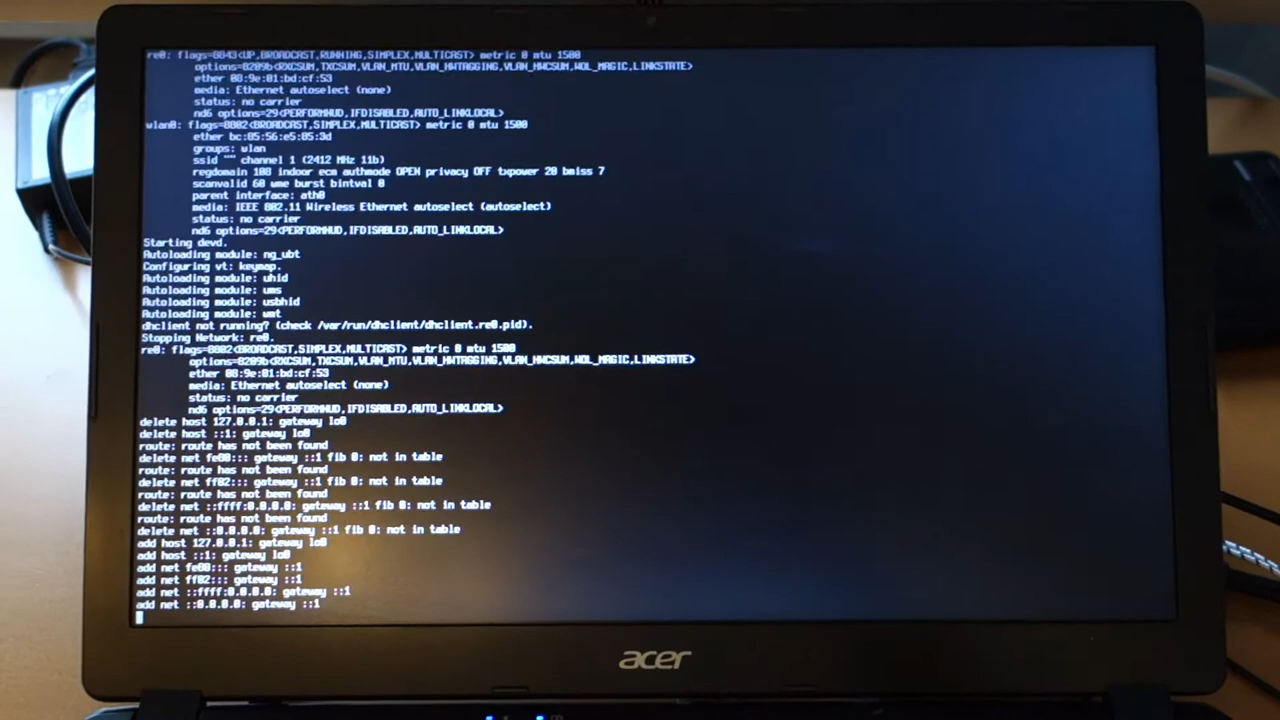 re0: flags=8843<UP,BROADCAST,RUNNING,SIMPLEX,MULTICAST> metric 0 mtu 1500
options=8209b<RXCSUM,TXCSUM,VLAN_MTU,VLAN_HWTAGGING,VLAN_HWCSUM,WOL_MAGIC,LINKSTATE>
ether 08:9e:01:bd:cf:53
media: Ethernet autoselect (none)
status: no carrier
nd6 options=29<PERFORMNUD,IFDISABLED,AUTO_LINKLOCAL>
wlan0: flags=8802<BROADCAST,SIMPLEX,MULTICAST> metric 0 mtu 1500
ether bc:85:56:e5:85:3d
groups: wlan
ssid "" channel 1 (2412 MHz 11b)
regdomain 108 indoor ecm authmode OPEN privacy OFF txpower 20 bmiss 7
scanvalid 60 wme burst bintval 0
parent interface: ath0
media: IEEE 802.11 Wireless Ethernet autoselect (autoselect)
status: no carrier
nd6 options=29<PERFORMNUD,IFDISABLED,AUTO_LINKLOCAL>
Starting devd.
Autoloading module: ng_ubt
Configuring vt: keymap.
Autoloading module: uhid
Autoloading module: ums
Autoloading module: usbhid
Autoloading module: wmt
dhclient not running? (check /var/run/dhclient/dhclient.re0.pid).
Stopping Network: re0.
re0: flags=8802<BROADCAST,SIMPLEX,MULTICAST> metric 0 mtu 1500
options=8209b<RXCSUM,TXCSUM,VLAN_MTU,VLAN_HWTAGGING,VLAN_HWCSUM,WOL_MAGIC,LINKSTATE>
ether 08:9e:01:bd:cf:53
media: Ethernet autoselect (none)
status: no carrier
nd6 options=29<PERFORMNUD,IFDISABLED,AUTO_LINKLOCAL>
delete host 127.0.0.1: gateway lo0
delete host ::1: gateway lo0
route: route has not been found
delete net fe80::: gateway ::1 fib 0: not in table
route: route has not been found
delete net ff02::: gateway ::1 fib 0: not in table
route: route has not been found
delete net ::ffff:0.0.0.0: gateway ::1 fib 0: not in table
route: route has not been found
delete net ::0.0.0.0: gateway ::1 fib 0: not in table
add host 127.0.0.1: gateway lo0
add host ::1: gateway lo0
add net fe80::: gateway ::1
add net ff02::: gateway ::1
add net ::ffff:0.0.0.0: gateway ::1
add net ::0.0.0.0: gateway ::1
acer